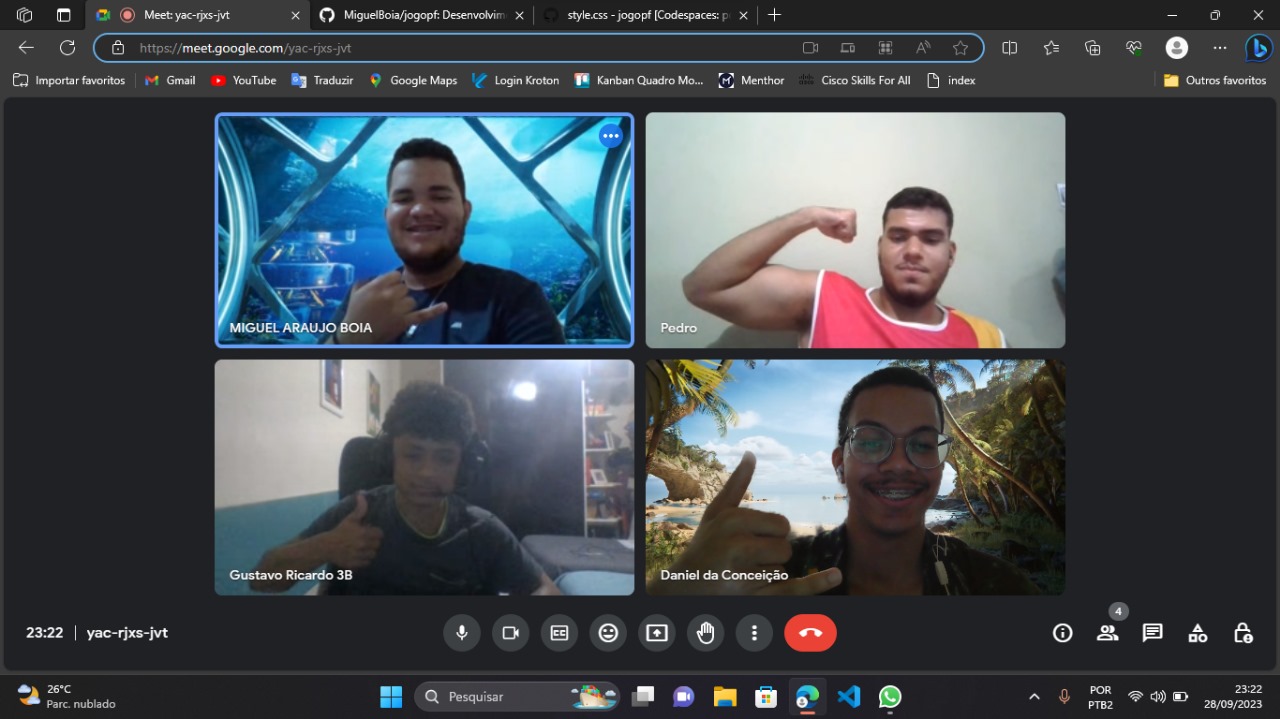 Meet: yac-rjxs-jvt
MiguelBoia/jogopf: Desenvolvim
style.css - jogopf [Codespaces: p
https://meet.google.com/yac-rjxs-jvt
Importar favoritos
Gmail
YouTube
Traduzir
Google Maps
Login Kroton
Kanban Quadro Mo...
Menthor
Cisco Skills For All
index
Outros favoritos
MIGUEL ARAUJO BOIA
Pedro
Gustavo Ricardo 3B
Daniel da Conceição
4
23:22 | yac-rjxs-jvt
26°C
Parc. nublado
Pesquisar
POR
PTB2
23:22
28/09/2023